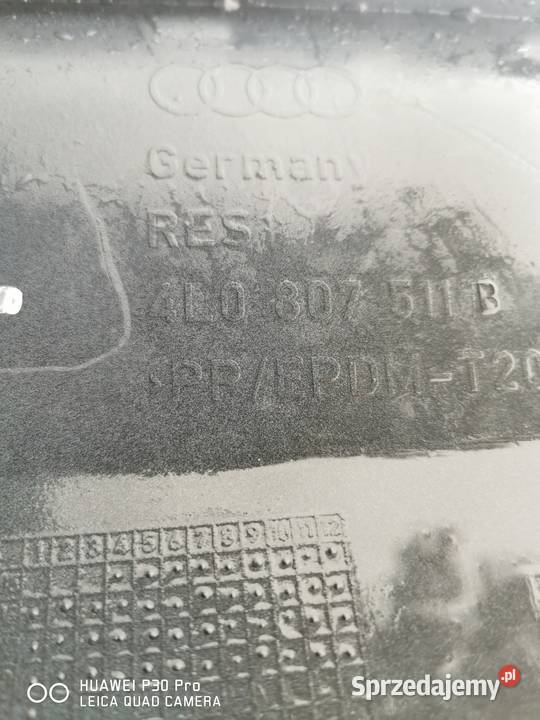 Germany
RES
4L0 807 511 B
>PP/EPDM-T20
1 2 3 4 5 6 7 8 9 10 11 12
HUAWEI P30 Pro
LEICA QUAD CAMERA
Sprzedajemy.pl